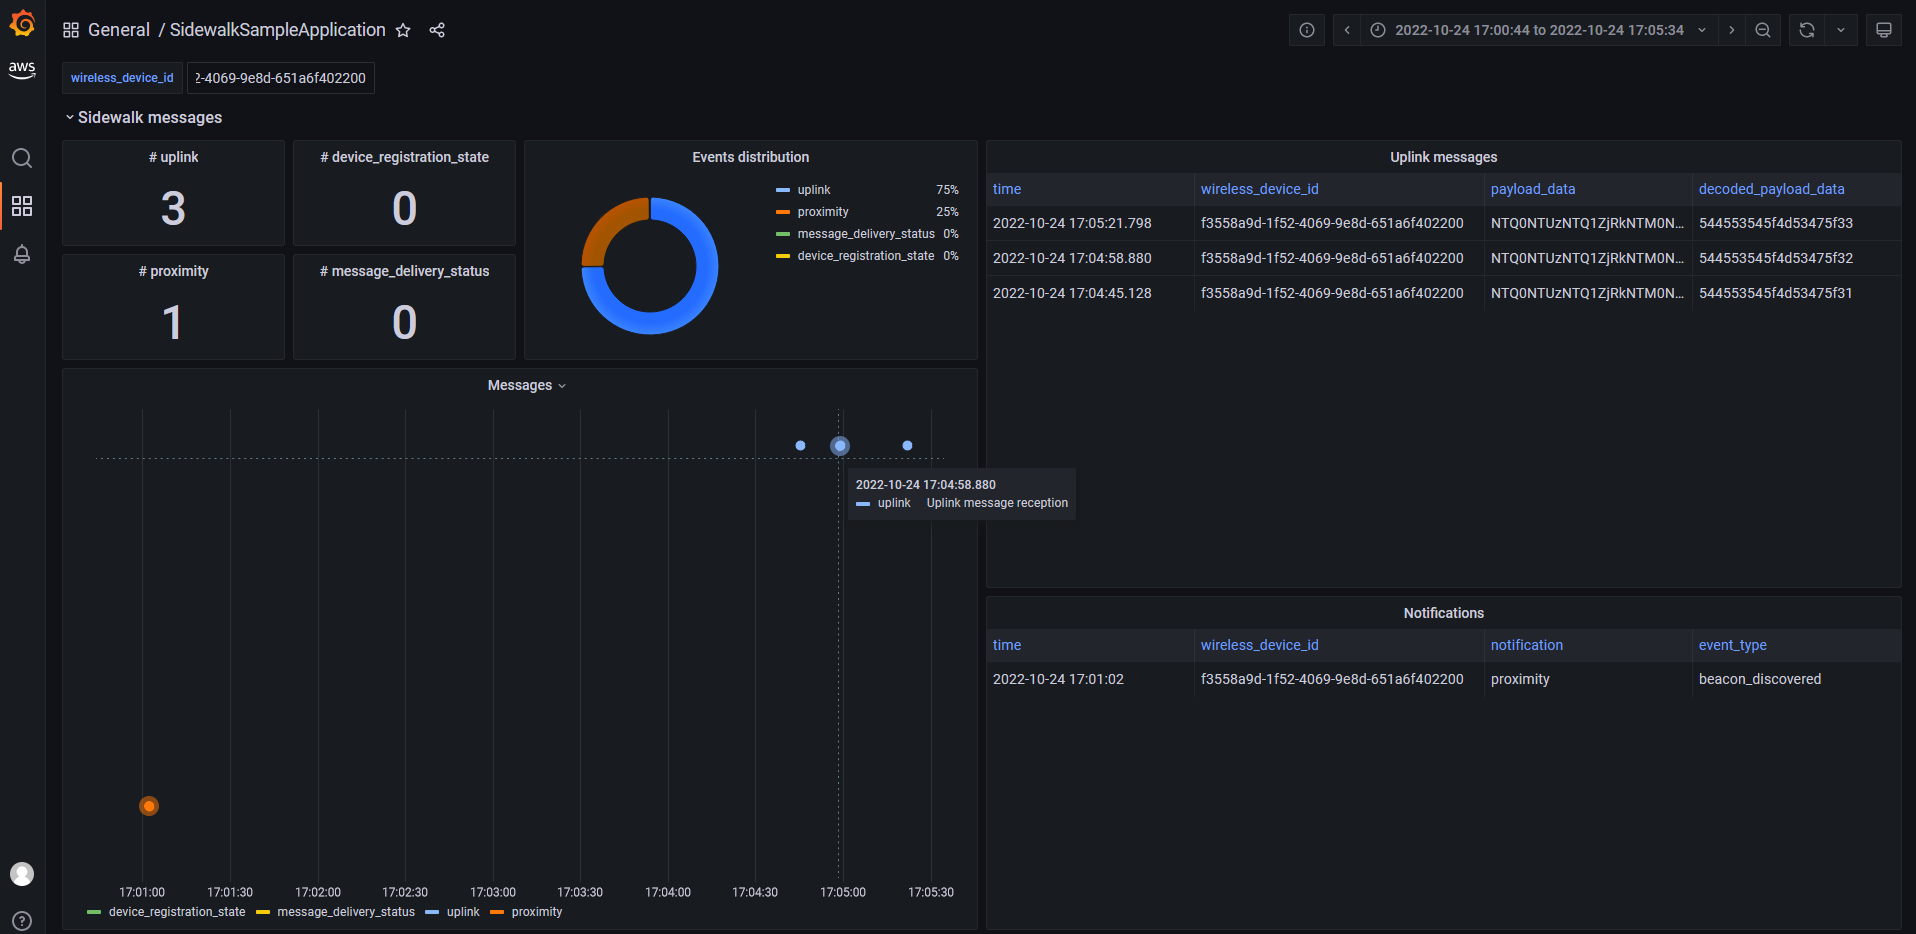 General / SidewalkSampleApplication
2022-10-24 17:00:44 to 2022-10-24 17:05:34
aws
wireless_device_id
2-4069-9e8d-651a6f402200
Sidewalk messages
# uplink
3
# device_registration_state
0
# proximity
1
# message_delivery_status
0
Events distribution
uplink 75%
proximity 25%
message_delivery_status 0%
device_registration_state 0%
Uplink messages
time wireless_device_id payload_data decoded_payload_data
2022-10-24 17:05:21.798 f3558a9d-1f52-4069-9e8d-651a6f402200 NTQ0NTUzNTQ1ZjRkNTM0N... 544553545f4d53475f33
2022-10-24 17:04:58.880 f3558a9d-1f52-4069-9e8d-651a6f402200 NTQ0NTUzNTQ1ZjRkNTM0N... 544553545f4d53475f32
2022-10-24 17:04:45.128 f3558a9d-1f52-4069-9e8d-651a6f402200 NTQ0NTUzNTQ1ZjRkNTM0N... 544553545f4d53475f31
Messages
2022-10-24 17:04:58.880
uplink Uplink message reception
17:01:00 17:01:30 17:02:00 17:02:30 17:03:00 17:03:30 17:04:00 17:04:30 17:05:00 17:05:30
device_registration_state message_delivery_status uplink proximity
Notifications
time wireless_device_id notification event_type
2022-10-24 17:01:02 f3558a9d-1f52-4069-9e8d-651a6f402200 proximity beacon_discovered